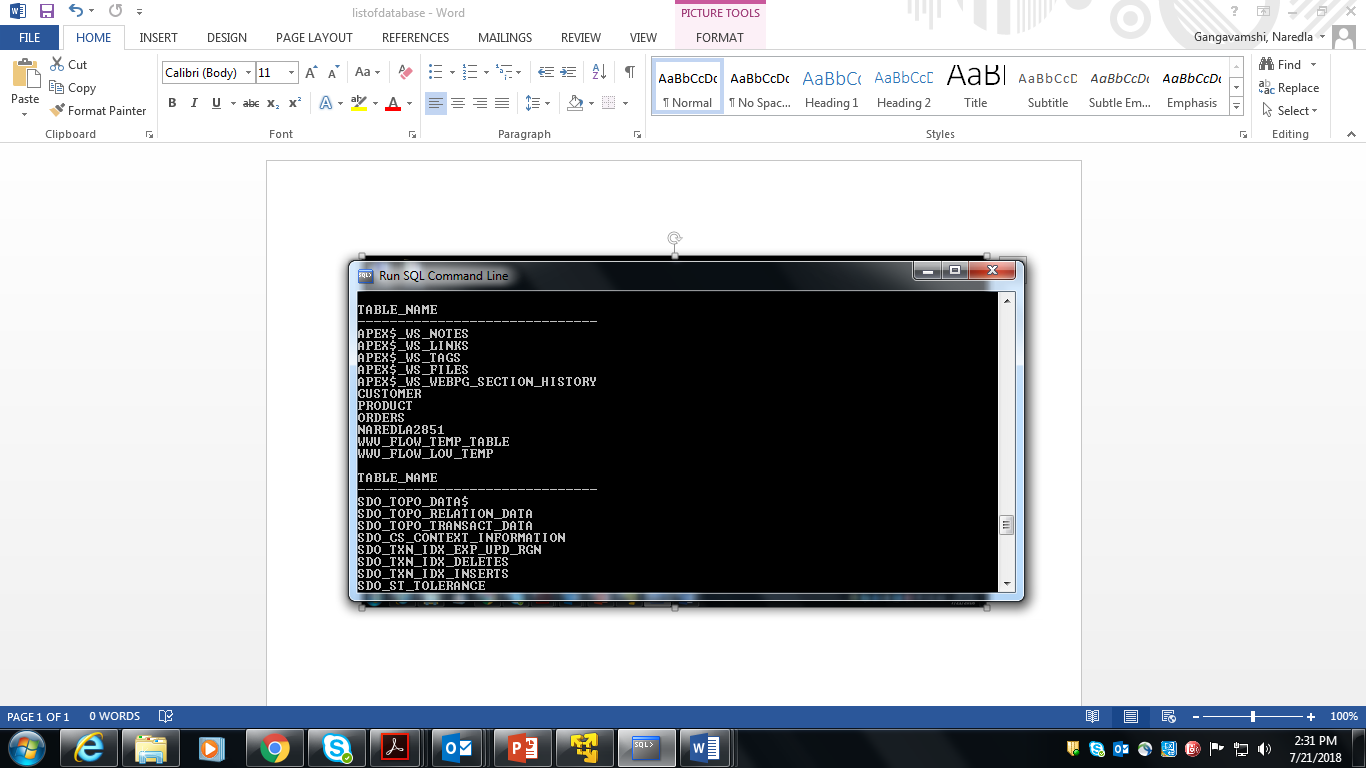 listofdatabase - Word
PICTURE TOOLS
FILE HOME INSERT DESIGN PAGE LAYOUT REFERENCES MAILINGS REVIEW VIEW FORMAT
Gangavamshi, Naredla
Paste
Cut
Copy
Format Painter
Clipboard
Calibri (Body) 11
Font
Paragraph
AaBbCcDc AaBbCcDc AaBbCc AaBbCcD AaBl AaBbCcD AaBbCcDc AaBbCcDc
¶ Normal ¶ No Spac... Heading 1 Heading 2 Title Subtitle Subtle Em... Emphasis
Styles
Find
Replace
Select
Editing
Run SQL Command Line
TABLE_NAME
------------------------------
APEX$_WS_NOTES
APEX$_WS_LINKS
APEX$_WS_TAGS
APEX$_WS_FILES
APEX$_WS_WEBPG_SECTION_HISTORY
CUSTOMER
PRODUCT
ORDERS
NAREDLA2851
WWV_FLOW_TEMP_TABLE
WWV_FLOW_LOV_TEMP
TABLE_NAME
------------------------------
SDO_TOPO_DATA$
SDO_TOPO_RELATION_DATA
SDO_TOPO_TRANSACT_DATA
SDO_CS_CONTEXT_INFORMATION
SDO_TXN_IDX_EXP_UPD_RGN
SDO_TXN_IDX_DELETES
SDO_TXN_IDX_INSERTS
SDO_ST_TOLERANCE
PAGE 1 OF 1 0 WORDS
100%
2:31 PM
7/21/2018